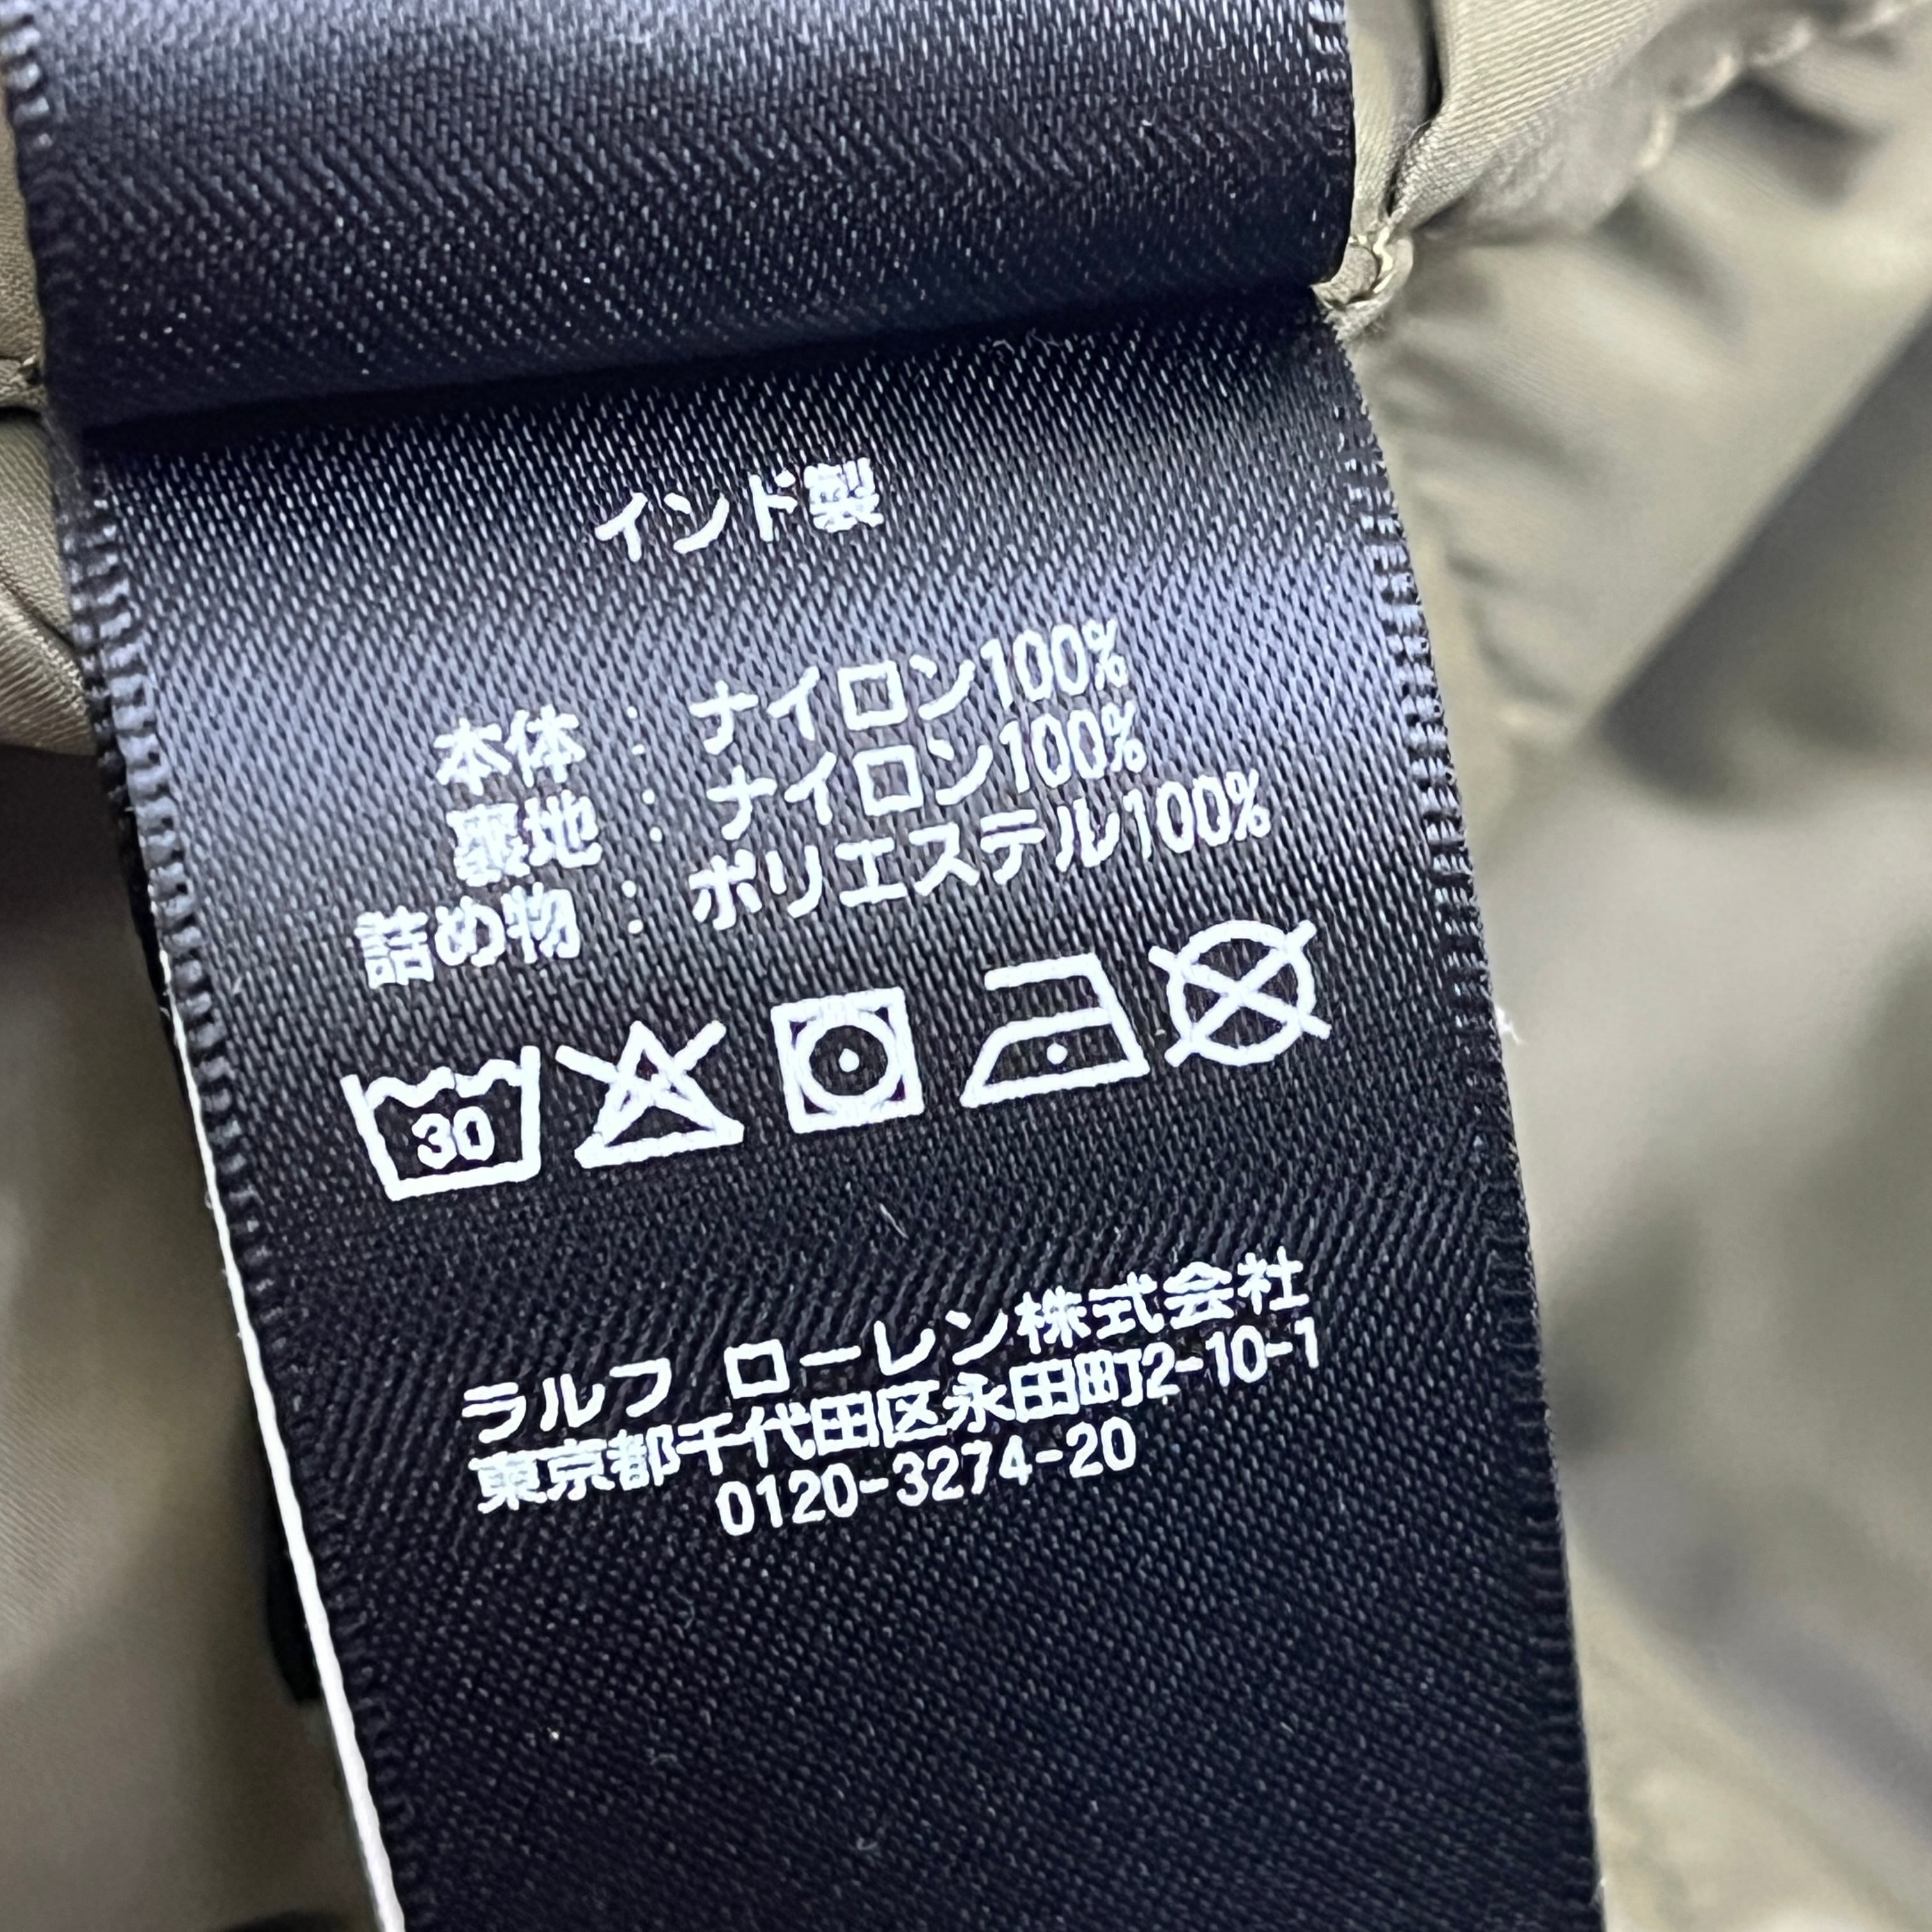 インド製
本体 : ナイロン100%
裏地 : ナイロン100%
詰め物 : ポリエステル100%
30
ラルフ ローレン株式会社
東京都千代田区永田町2-10-1
0120-3274-20